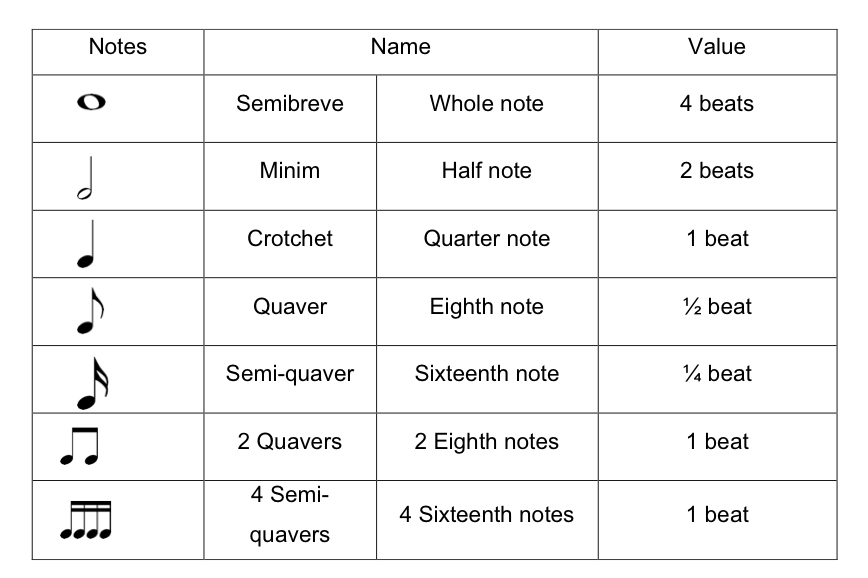 Notes Name Value
Semibreve Whole note 4 beats
Minim Half note 2 beats
Crotchet Quarter note 1 beat
Quaver Eighth note ½ beat
Semi-quaver Sixteenth note ¼ beat
2 Quavers 2 Eighth notes 1 beat
4 Semi-
quavers 4 Sixteenth notes 1 beat